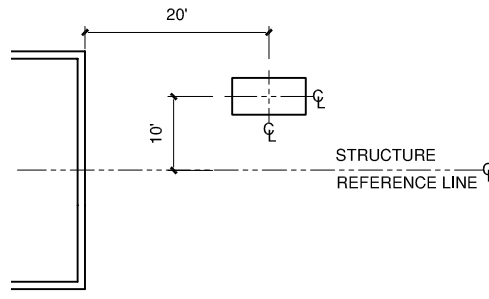 20'
℄
10'
℄
STRUCTURE
REFERENCE LINE ℄